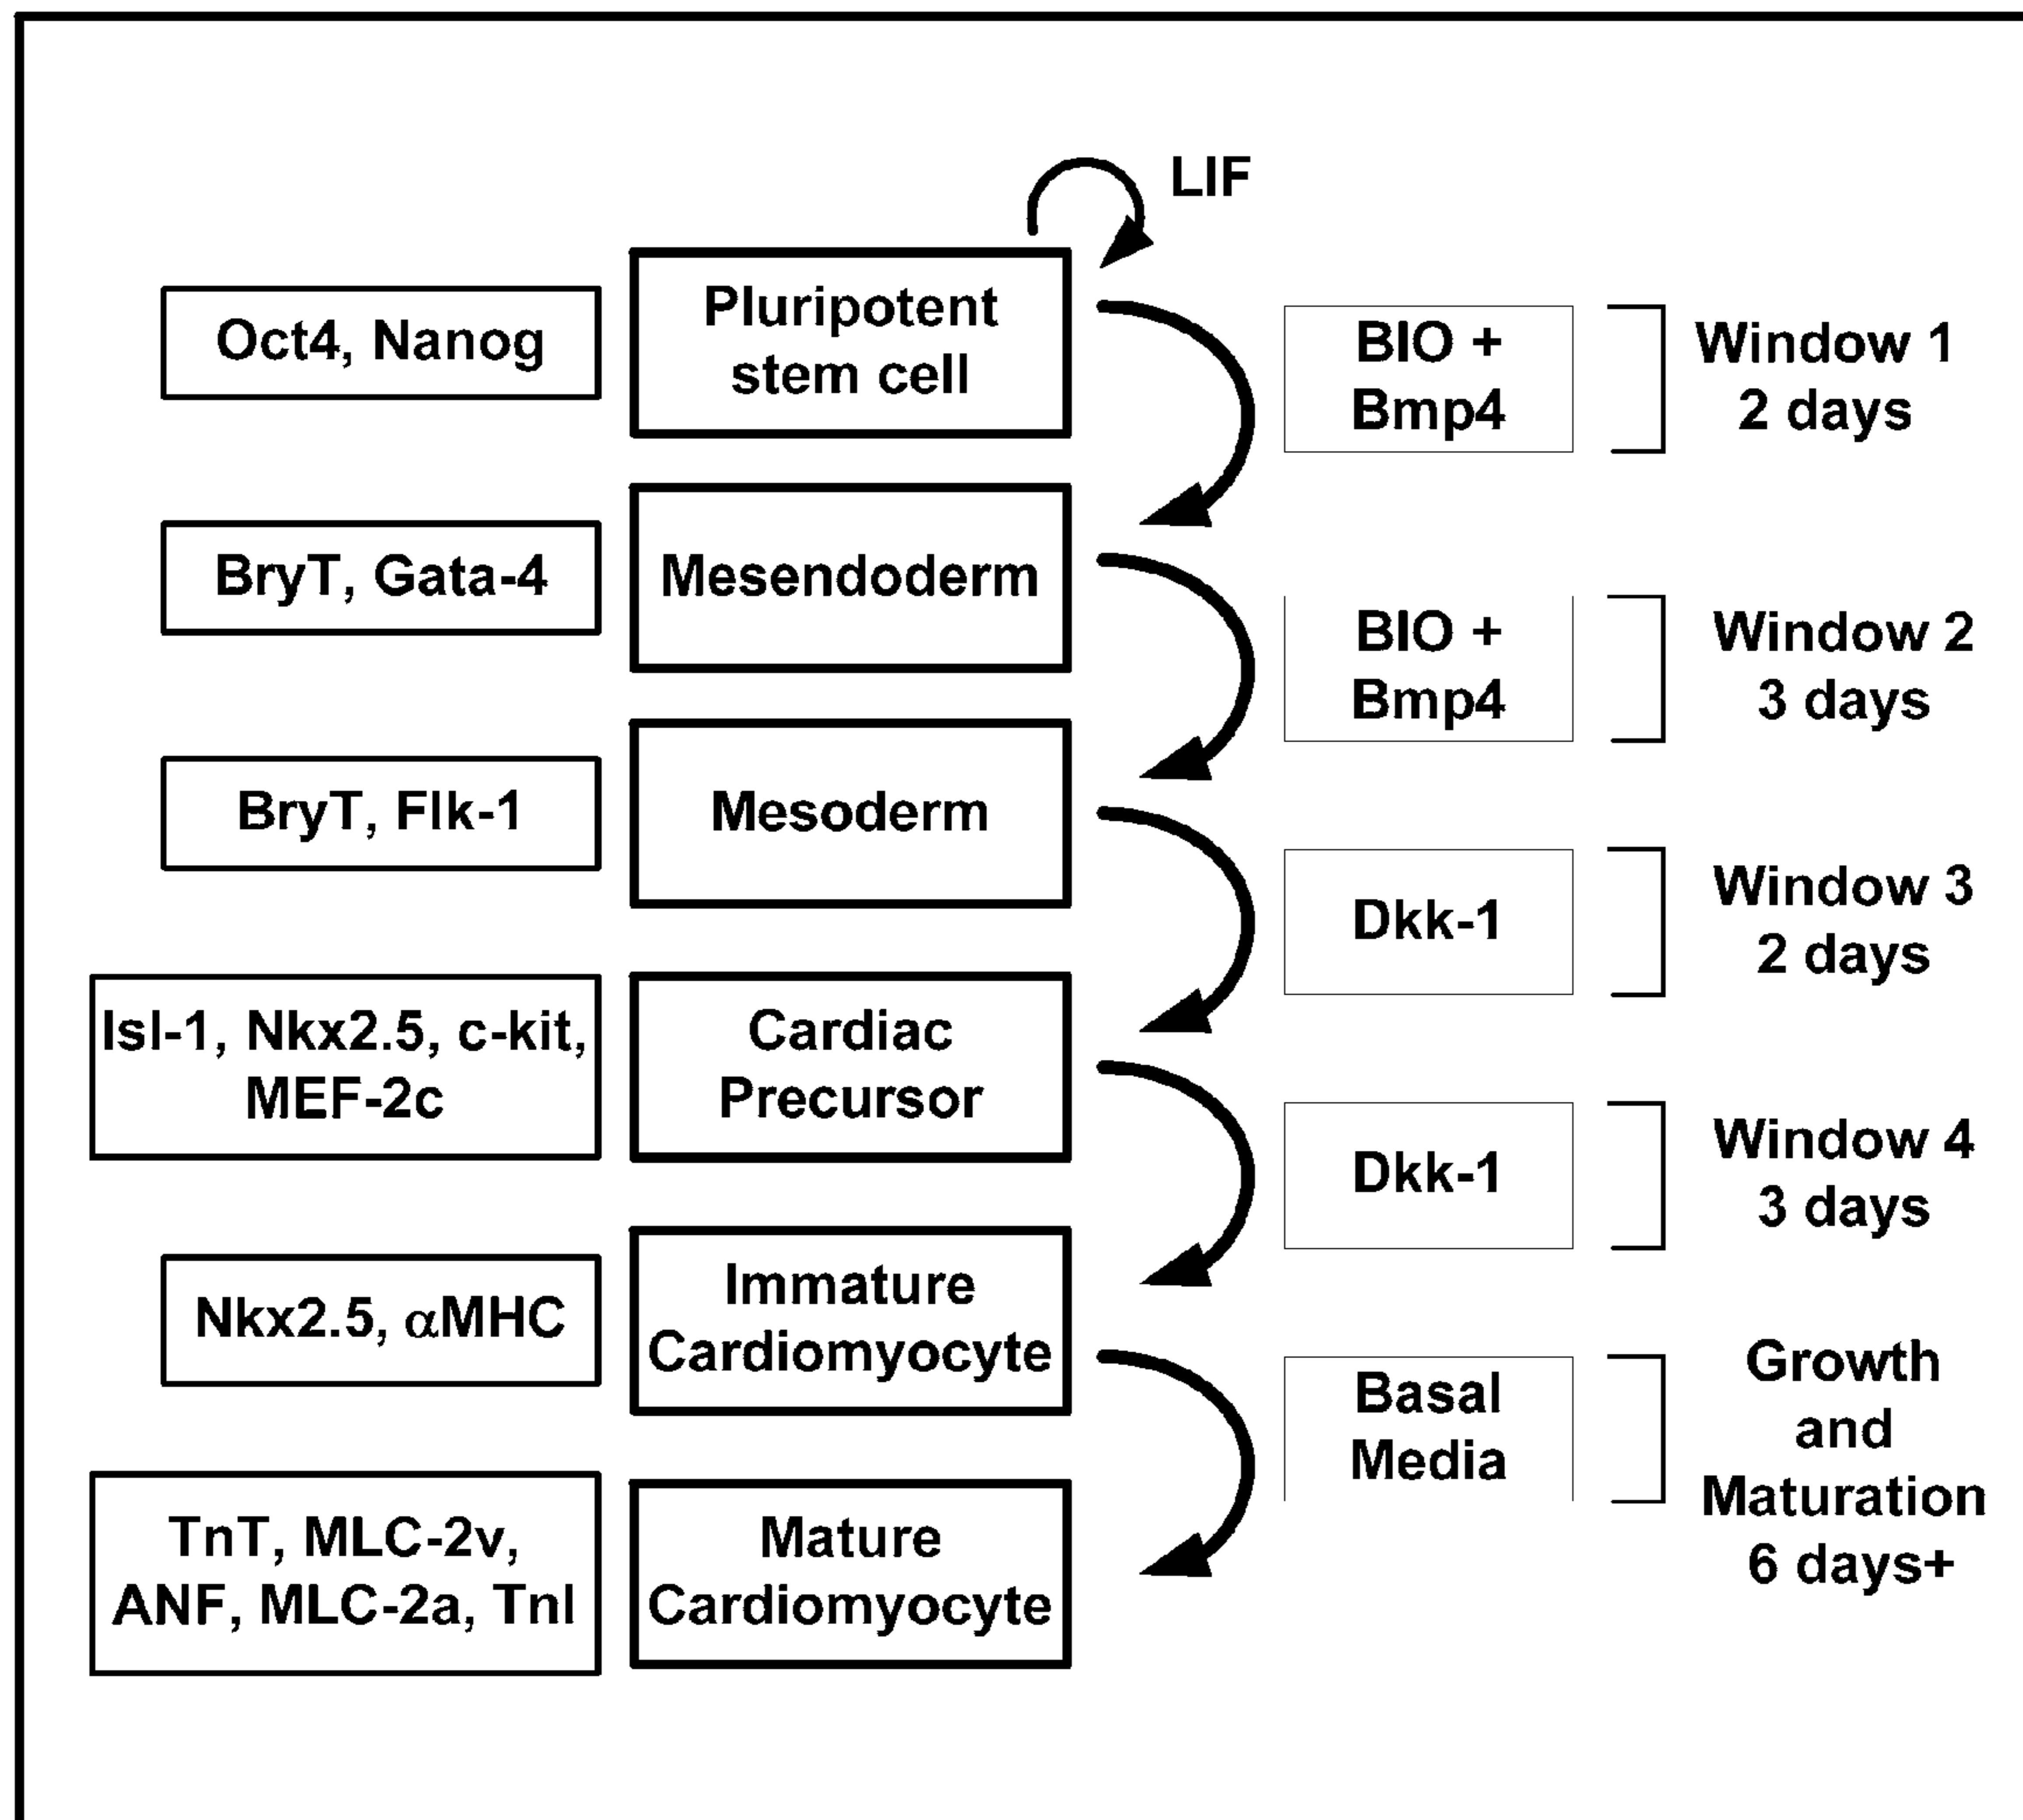 LIF
Oct4, Nanog
Pluripotent
stem cell
BIO +
Bmp4
Window 1
2 days
BryT, Gata-4
Mesendoderm
BIO +
Bmp4
Window 2
3 days
BryT, Flk-1
Mesoderm
Dkk-1
Window 3
2 days
Isl-1, Nkx2.5, c-kit,
MEF-2c
Cardiac
Precursor
Dkk-1
Window 4
3 days
Nkx2.5, αMHC
Immature
Cardiomyocyte
Basal
Media
Growth
and
Maturation
6 days+
TnT, MLC-2v,
ANF, MLC-2a, TnI
Mature
Cardiomyocyte